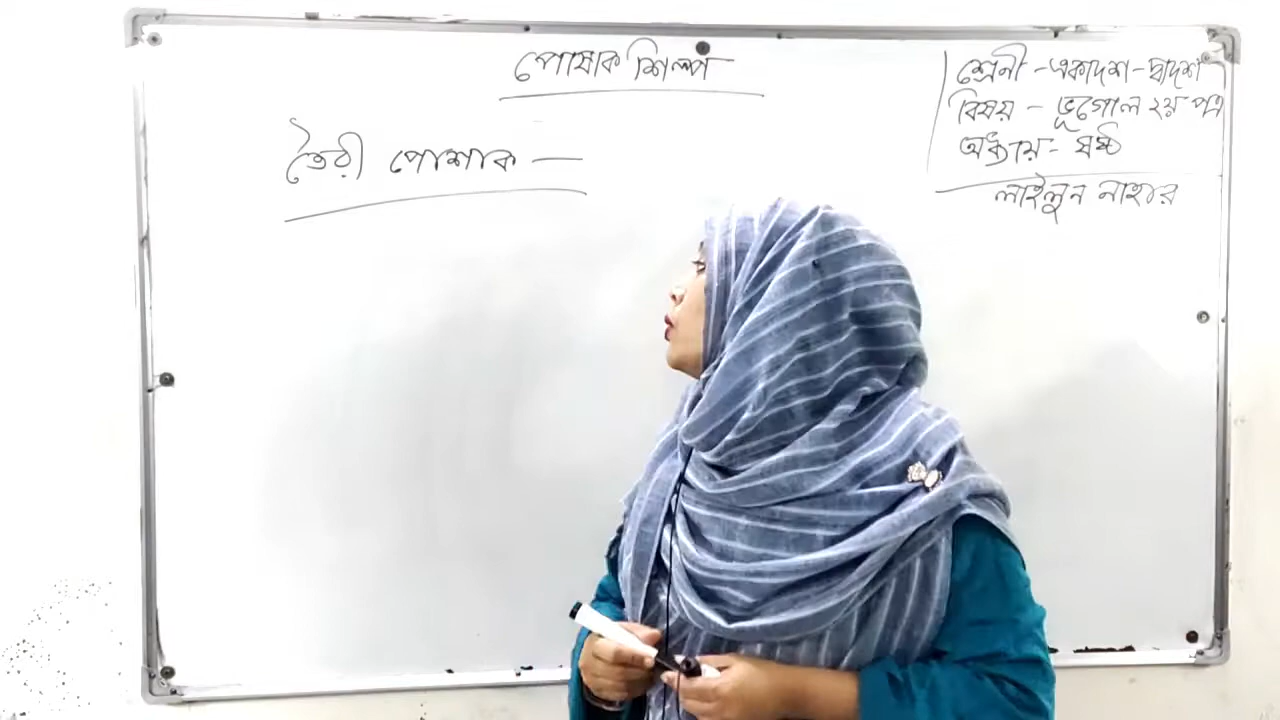 পোষাক শিল্প
শ্রেনী - একাদশ - দ্বাদশ
বিষয় - ভূগোল ২য় পত্র
অধ্যায় - ষষ্ঠ
লাইলুন নাহার
তৈরী পোশাক —